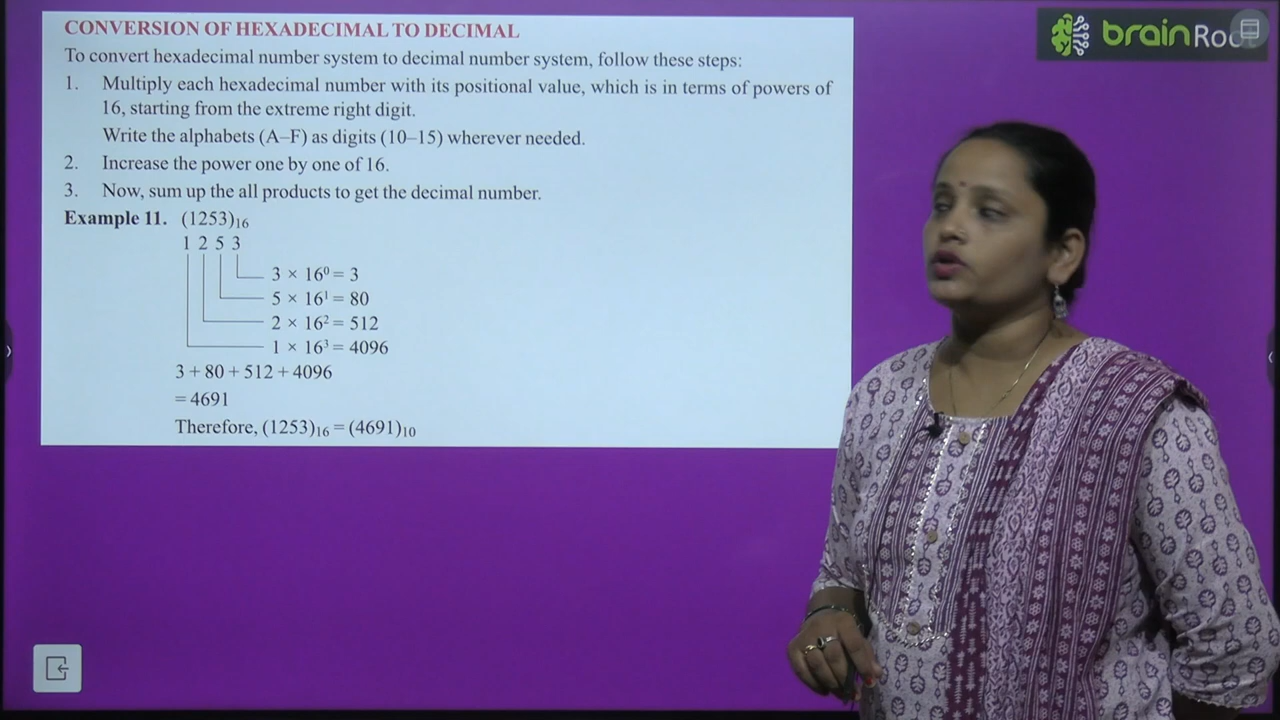 CONVERSION OF HEXADECIMAL TO DECIMAL
To convert hexadecimal number system to decimal number system, follow these steps:
1. Multiply each hexadecimal number with its positional value, which is in terms of powers of
16, starting from the extreme right digit.
Write the alphabets (A–F) as digits (10–15) wherever needed.
2. Increase the power one by one of 16.
3. Now, sum up the all products to get the decimal number.
Example 11. (1253)₁₆
1 2 5 3
3 × 16⁰ = 3
5 × 16¹ = 80
2 × 16² = 512
1 × 16³ = 4096
3 + 80 + 512 + 4096
= 4691
Therefore, (1253)₁₆ = (4691)₁₀
brain